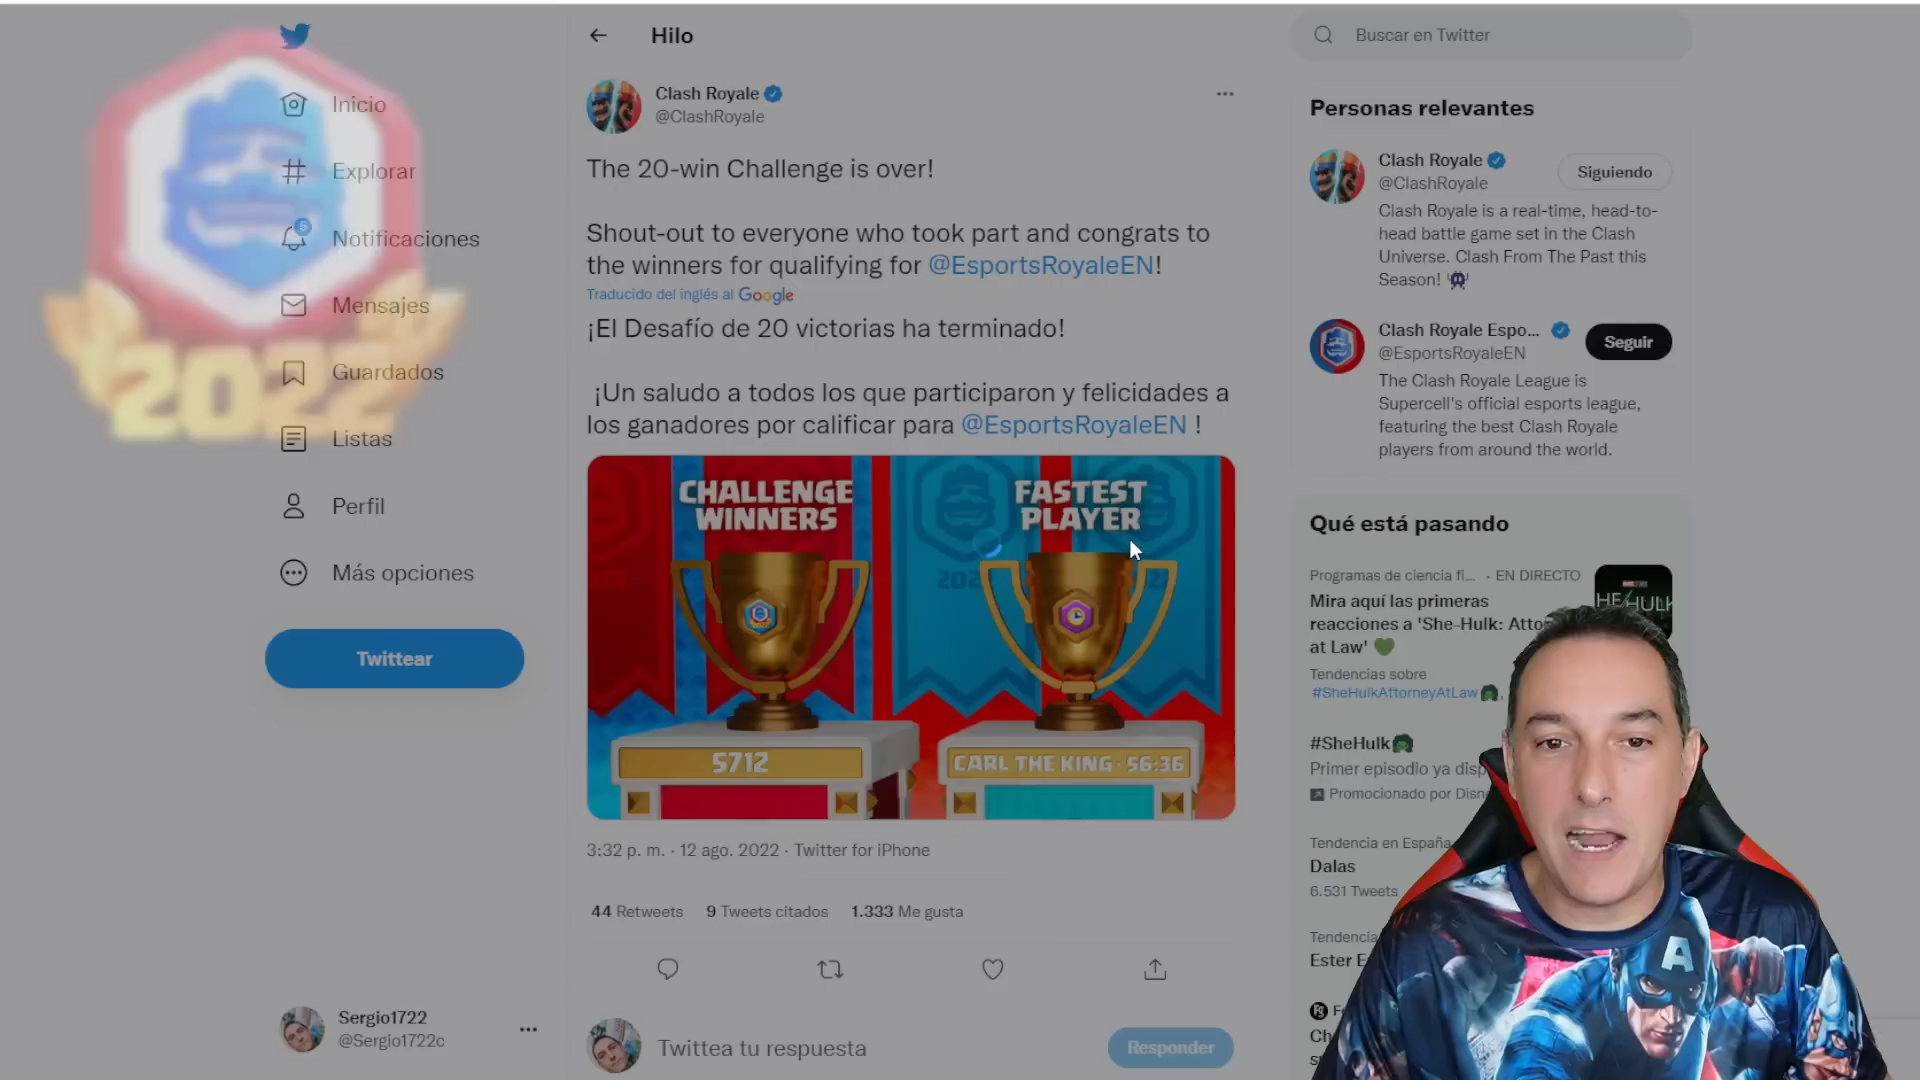 Inicio
Explorar
5
Notificaciones
Mensajes
Guardados
Listas
Perfil
Más opciones
Twittear
Sergio1722
@Sergio1722c
2022
Hilo
Clash Royale
@ClashRoyale
The 20-win Challenge is over!
Shout-out to everyone who took part and congrats to
the winners for qualifying for @EsportsRoyaleEN!
Traducido del inglés al Google
¡El Desafío de 20 victorias ha terminado!
¡Un saludo a todos los que participaron y felicidades a
los ganadores por calificar para @EsportsRoyaleEN !
CHALLENGE
WINNERS
5712
FASTEST
PLAYER
CARL THE KING · 56:36
3:32 p. m. · 12 ago. 2022 · Twitter for iPhone
44 Retweets 9 Tweets citados 1.333 Me gusta
Twittea tu respuesta
Responder
Buscar en Twitter
Personas relevantes
Clash Royale
@ClashRoyale
Siguiendo
Clash Royale is a real-time, head-to-
head battle game set in the Clash
Universe. Clash From The Past this
Season!
Clash Royale Espo...
@EsportsRoyaleEN
Seguir
The Clash Royale League is
Supercell's official esports league,
featuring the best Clash Royale
players from around the world.
Qué está pasando
Programas de ciencia fi... · EN DIRECTO
Mira aquí las primeras
reacciones a 'She-Hulk:
at Law'
Tendencias sobre
#SheHulkAttorneyAtLaw
#SheHulk
Primer episodio ya
Promocionado por
Tendencia en España
Dalas
6.531 Tweets
Tendencia
Ester
A